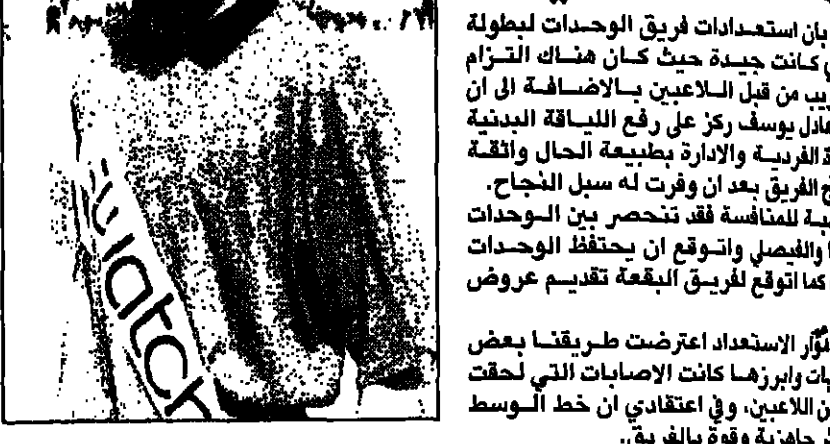 بان استعدادات فريق الوحدات لبطولة
كانت جيدة حيث كان هناك التزام
من قبل اللاعبين بالاضافة الى ان
عادل يوسف ركز على رفع اللياقة البدنية
الفردية والادارة بطبيعة الحال واثقة
الفريق بعد ان وفرت له سبل النجاح.
للمنافسة فقد تنحصر بين الوحدات
والفيصلي واتوقع ان يحتفظ الوحدات
كما اتوقع لفريق البقعة تقديم عروض
الاستعداد اعترضت طريقنا بعض
وابرزها كانت الاصابات التي لحقت
اللاعبين، وفي اعتقادي ان خط الوسط
جاهزية وقوة بالفريق.
swatch